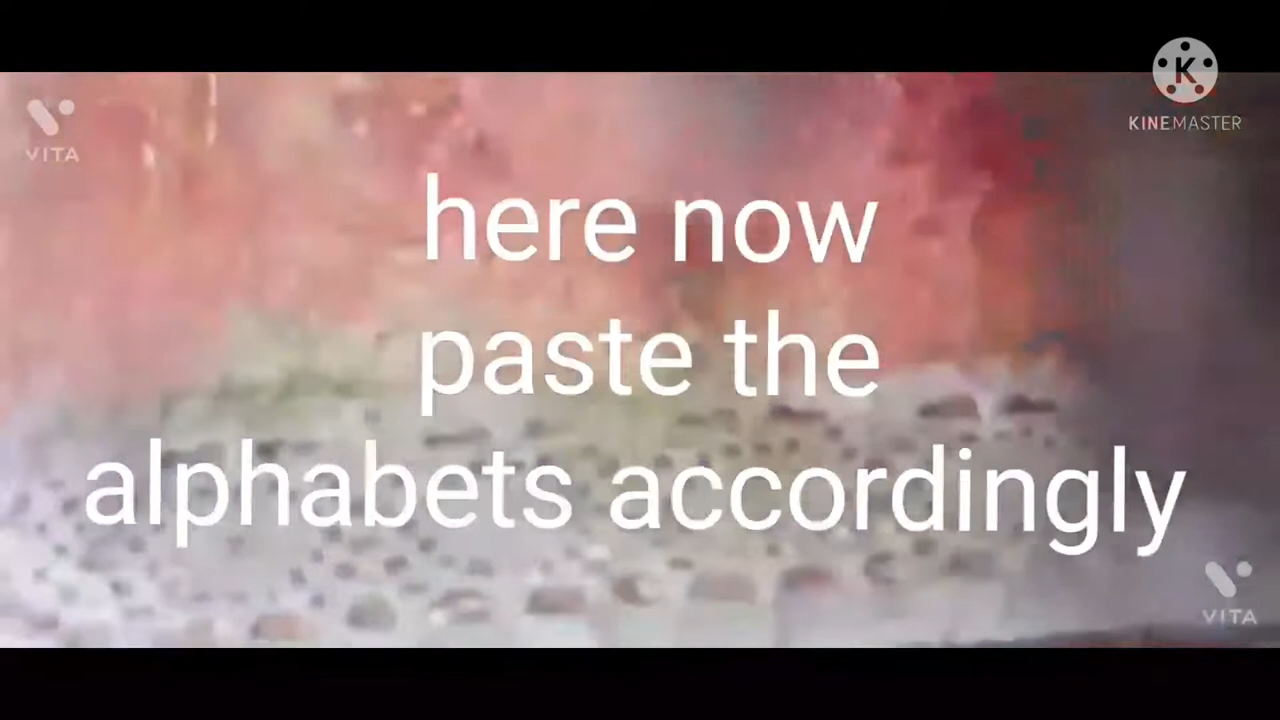 KINEMASTER
VITA
here now
paste the
alphabets accordingly
VITA